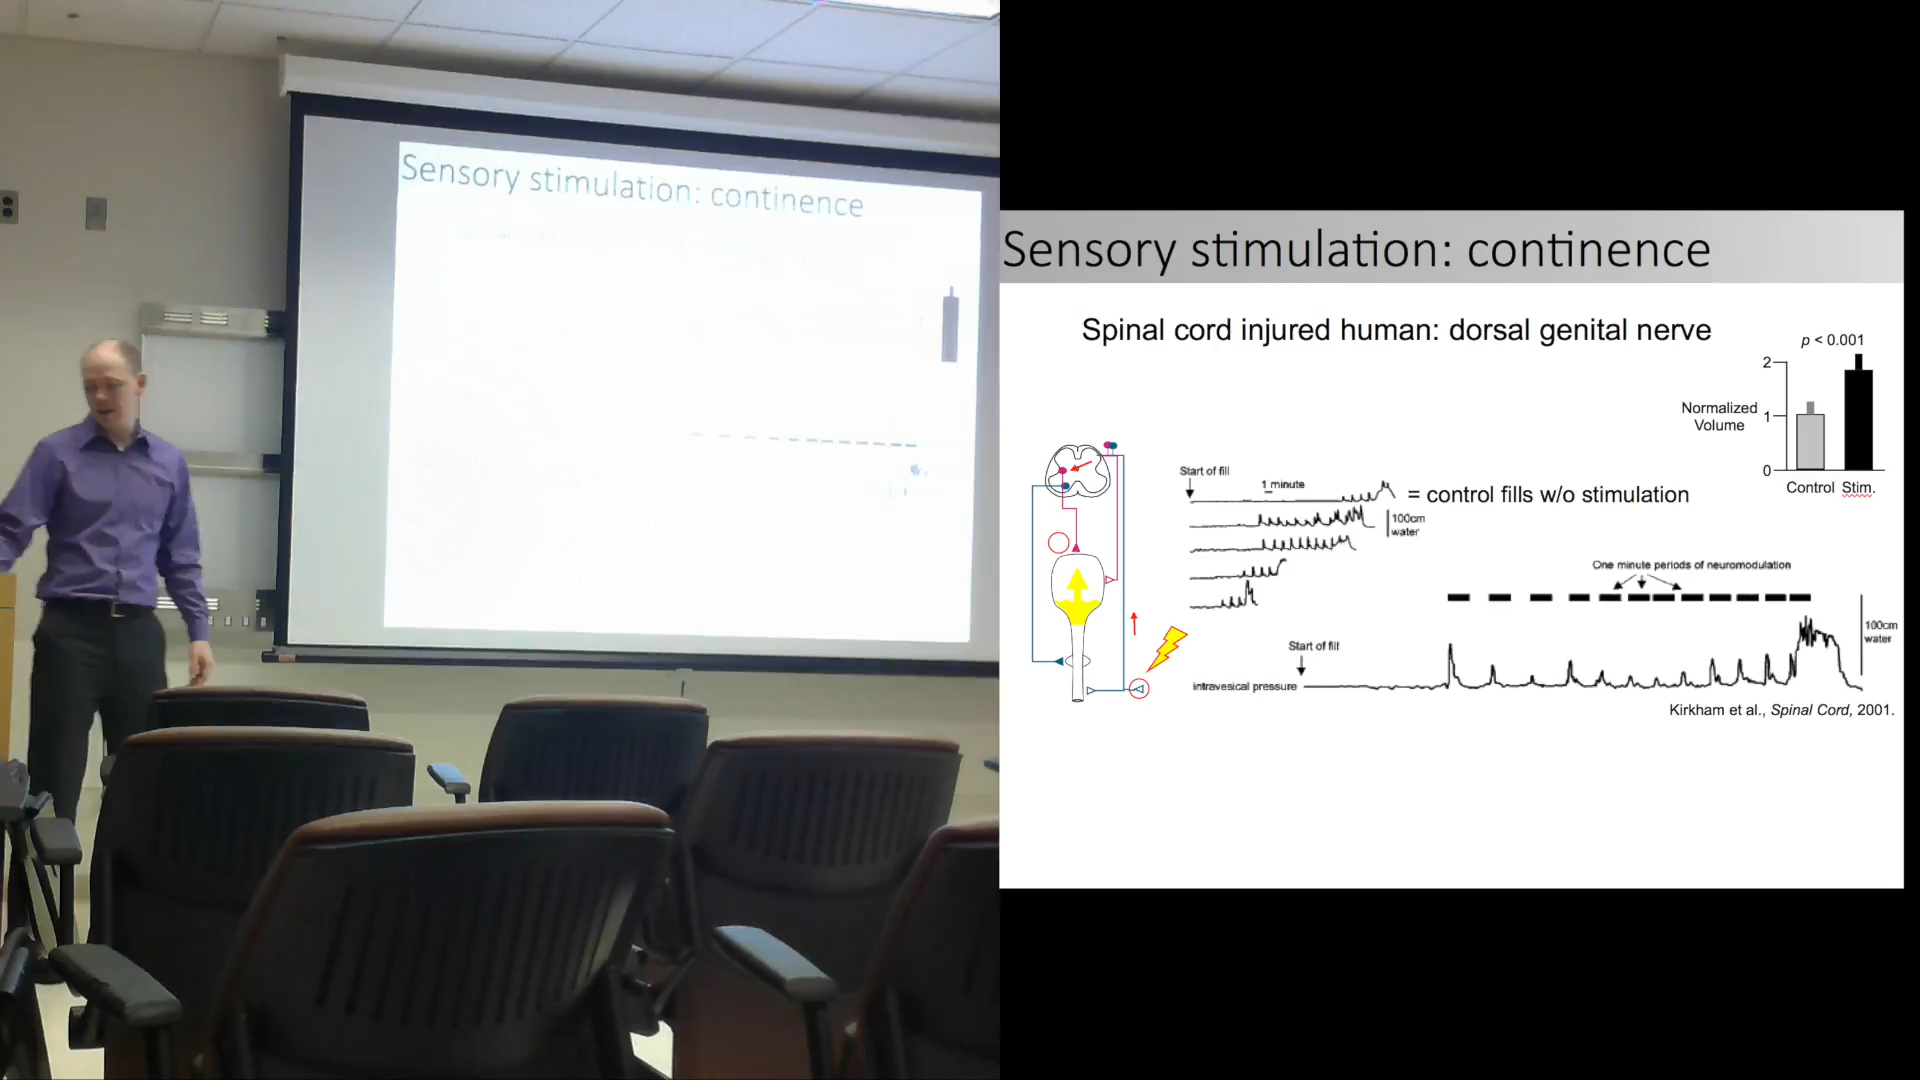 Sensory stimulation: continence
Sensory stimulation: continence
Spinal cord injured human: dorsal genital nerve
p < 0.001
2
Normalized
Volume
1
0
Control Stim.
Start of fill
1 minute
= control fills w/o stimulation
100cm
water
One minute periods of neuromodulation
100cm
water
Start of fill
intravesical pressure
Kirkham et al., Spinal Cord, 2001.